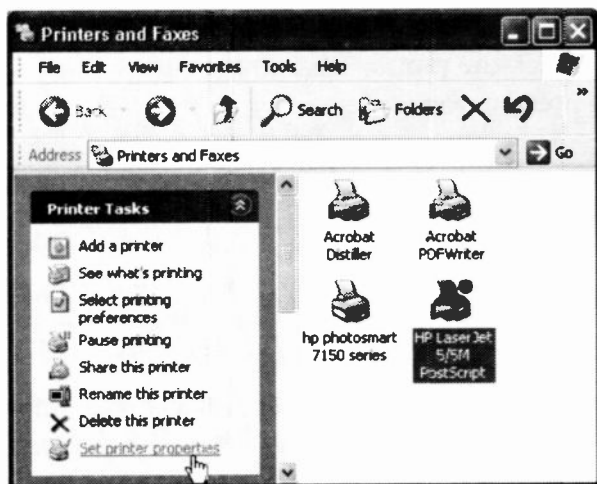 Printers and Faxes
File Edit View Favorites Tools Help
Back Search Folders »
Address Printers and Faxes Go
Printer Tasks
Add a printer
See what's printing
Select printing
preferences
Pause printing
Share this printer
Rename this printer
Delete this printer
Set printer properties
Acrobat
Distiller
Acrobat
PDFWriter
hp photosmart
7150 series
HP LaserJet
5/5M
PostScript